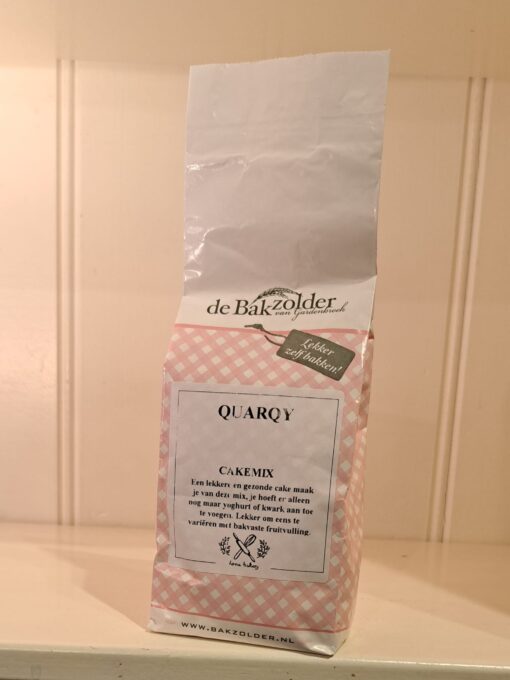 de Bakzolder
van Gardenbroek
Lekker
zelf bakken!
QUARQY
CAKEMIX
Een lekkere en gezonde cake maak
je van deze mix, je hoeft er alleen
nog maar yoghurt of kwark aan toe
te voegen. Lekker om eens te
variëren met bakvaste fruitvulling.
WWW.BAKZOLDER.NL